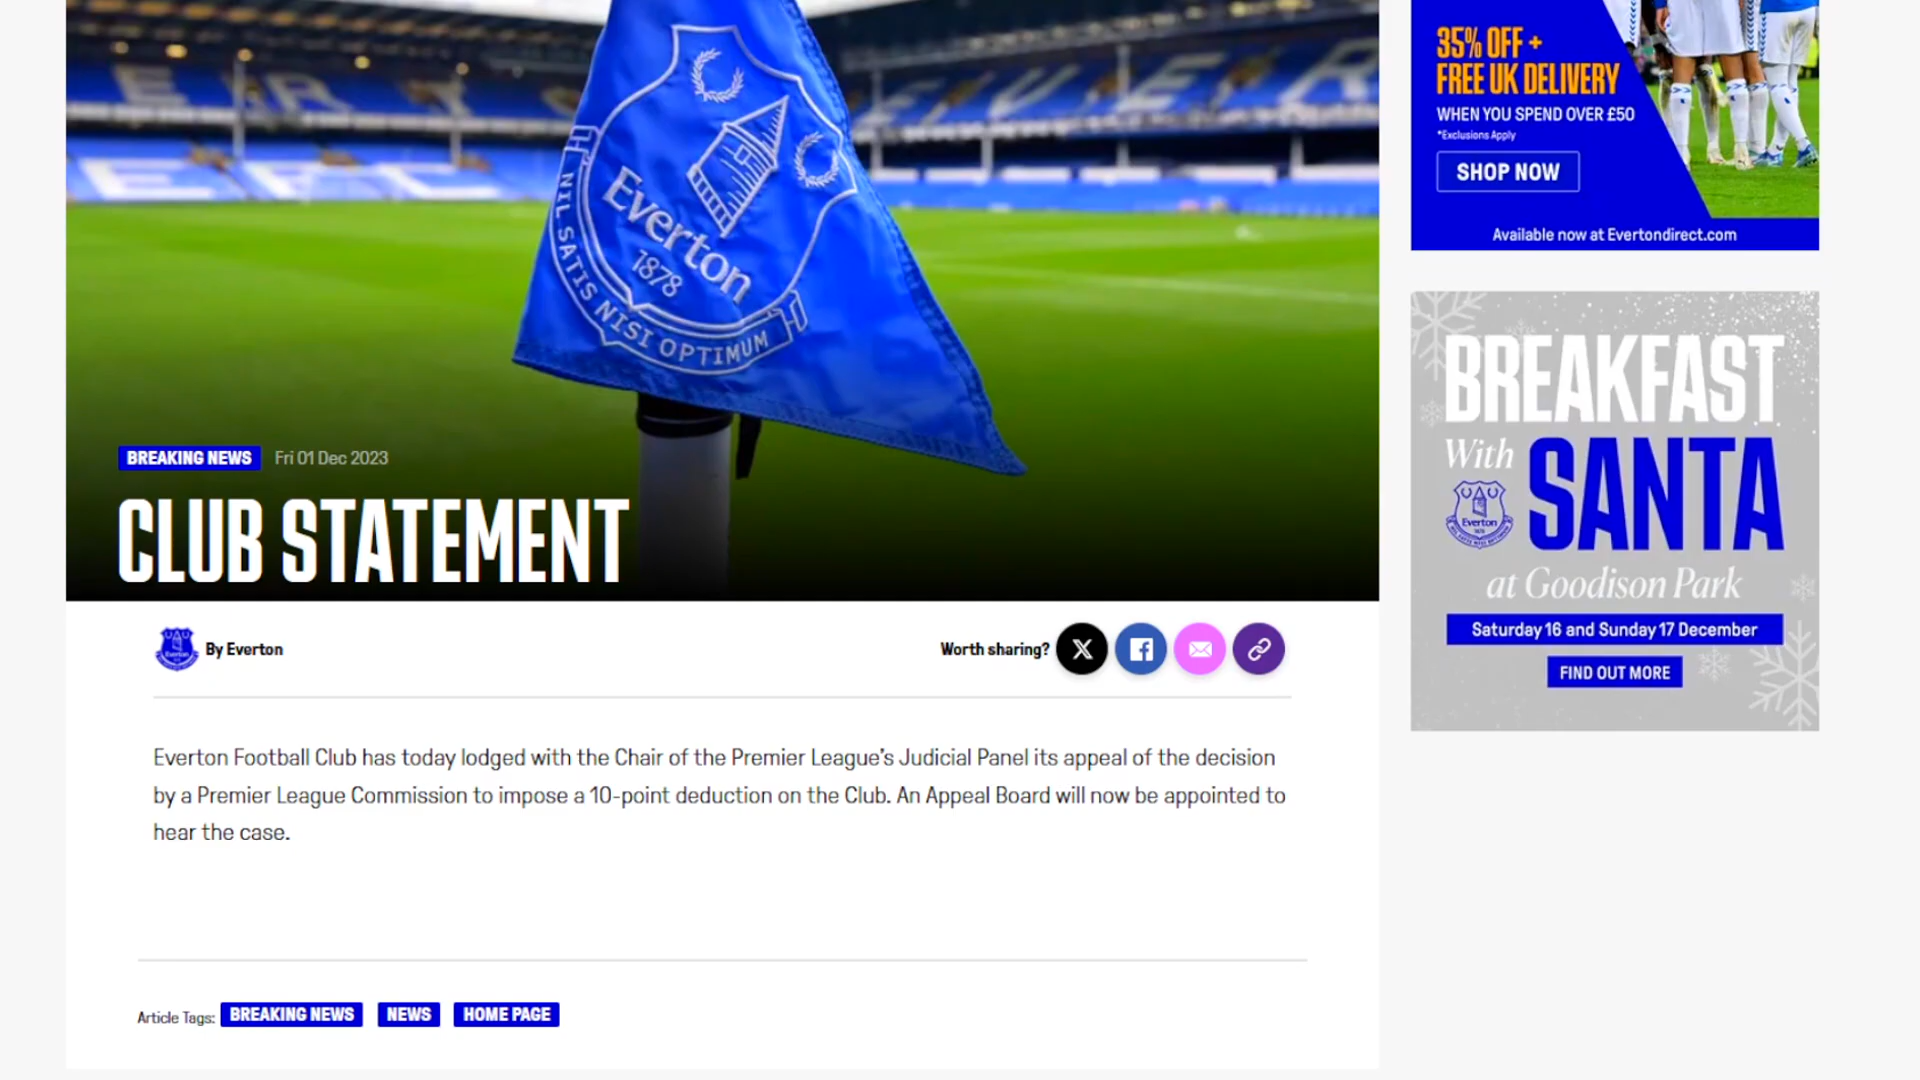 Everton
1878
NIL SATIS NISI OPTIMUM
E F C
BREAKING NEWS Fri 01 Dec 2023
CLUB STATEMENT
By Everton
Worth sharing?
Everton Football Club has today lodged with the Chair of the Premier League's Judicial Panel its appeal of the decision
by a Premier League Commission to impose a 10-point deduction on the Club. An Appeal Board will now be appointed to
hear the case.
Article Tags: BREAKING NEWS NEWS HOME PAGE
35% OFF +
FREE UK DELIVERY
WHEN YOU SPEND OVER £50
*Exclusions Apply
SHOP NOW
Available now at Evertondirect.com
BREAKFAST
With
SANTA
Everton
at Goodison Park
Saturday 16 and Sunday 17 December
FIND OUT MORE